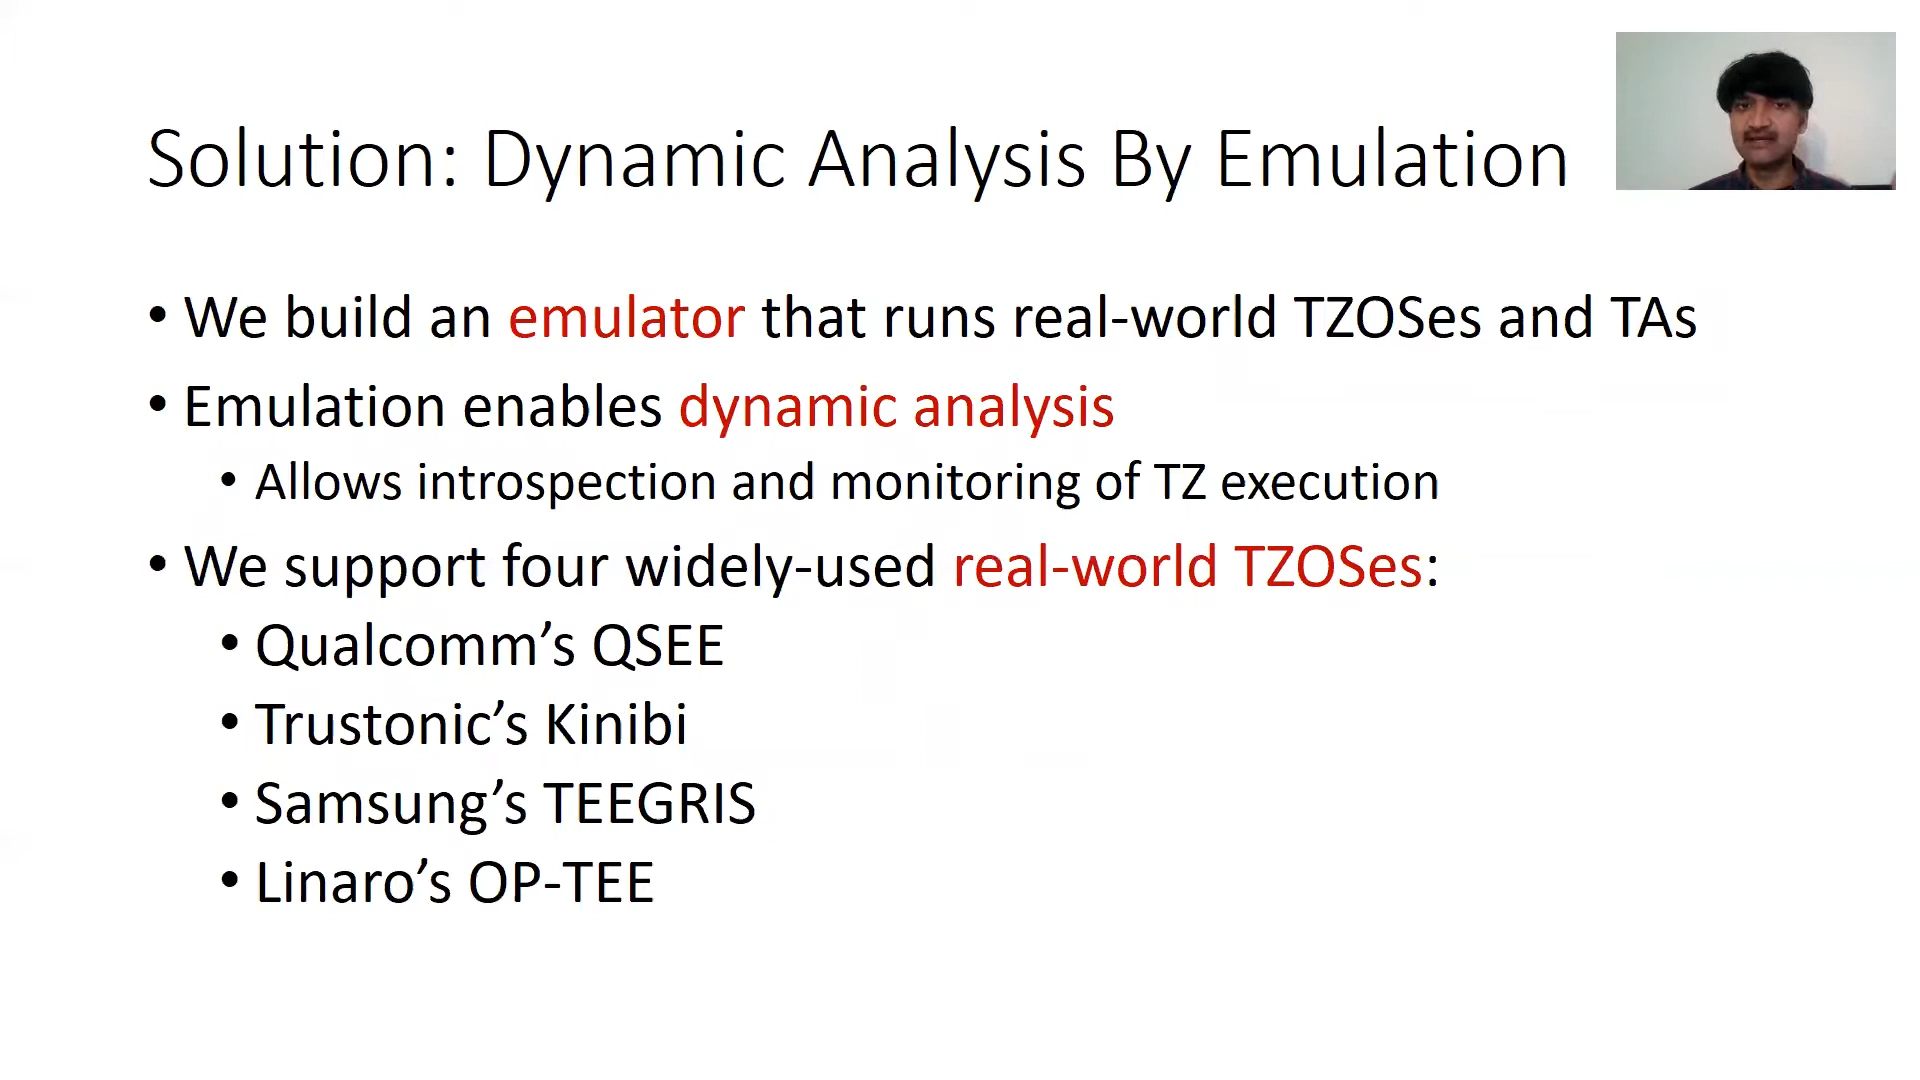 Solution: Dynamic Analysis By Emulation
• We build an emulator that runs real-world TZOSes and TAs
• Emulation enables dynamic analysis
• Allows introspection and monitoring of TZ execution
• We support four widely-used real-world TZOSes:
• Qualcomm’s QSEE
• Trustonic’s Kinibi
• Samsung’s TEEGRIS
• Linaro’s OP-TEE